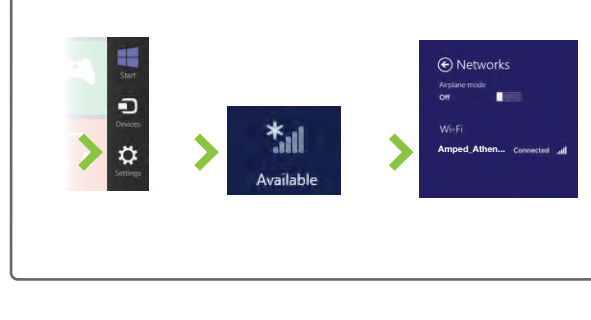 Start
Devices
Settings
Available
Networks
Airplane mode
Off
Wi-Fi
Amped_Athen... Connected